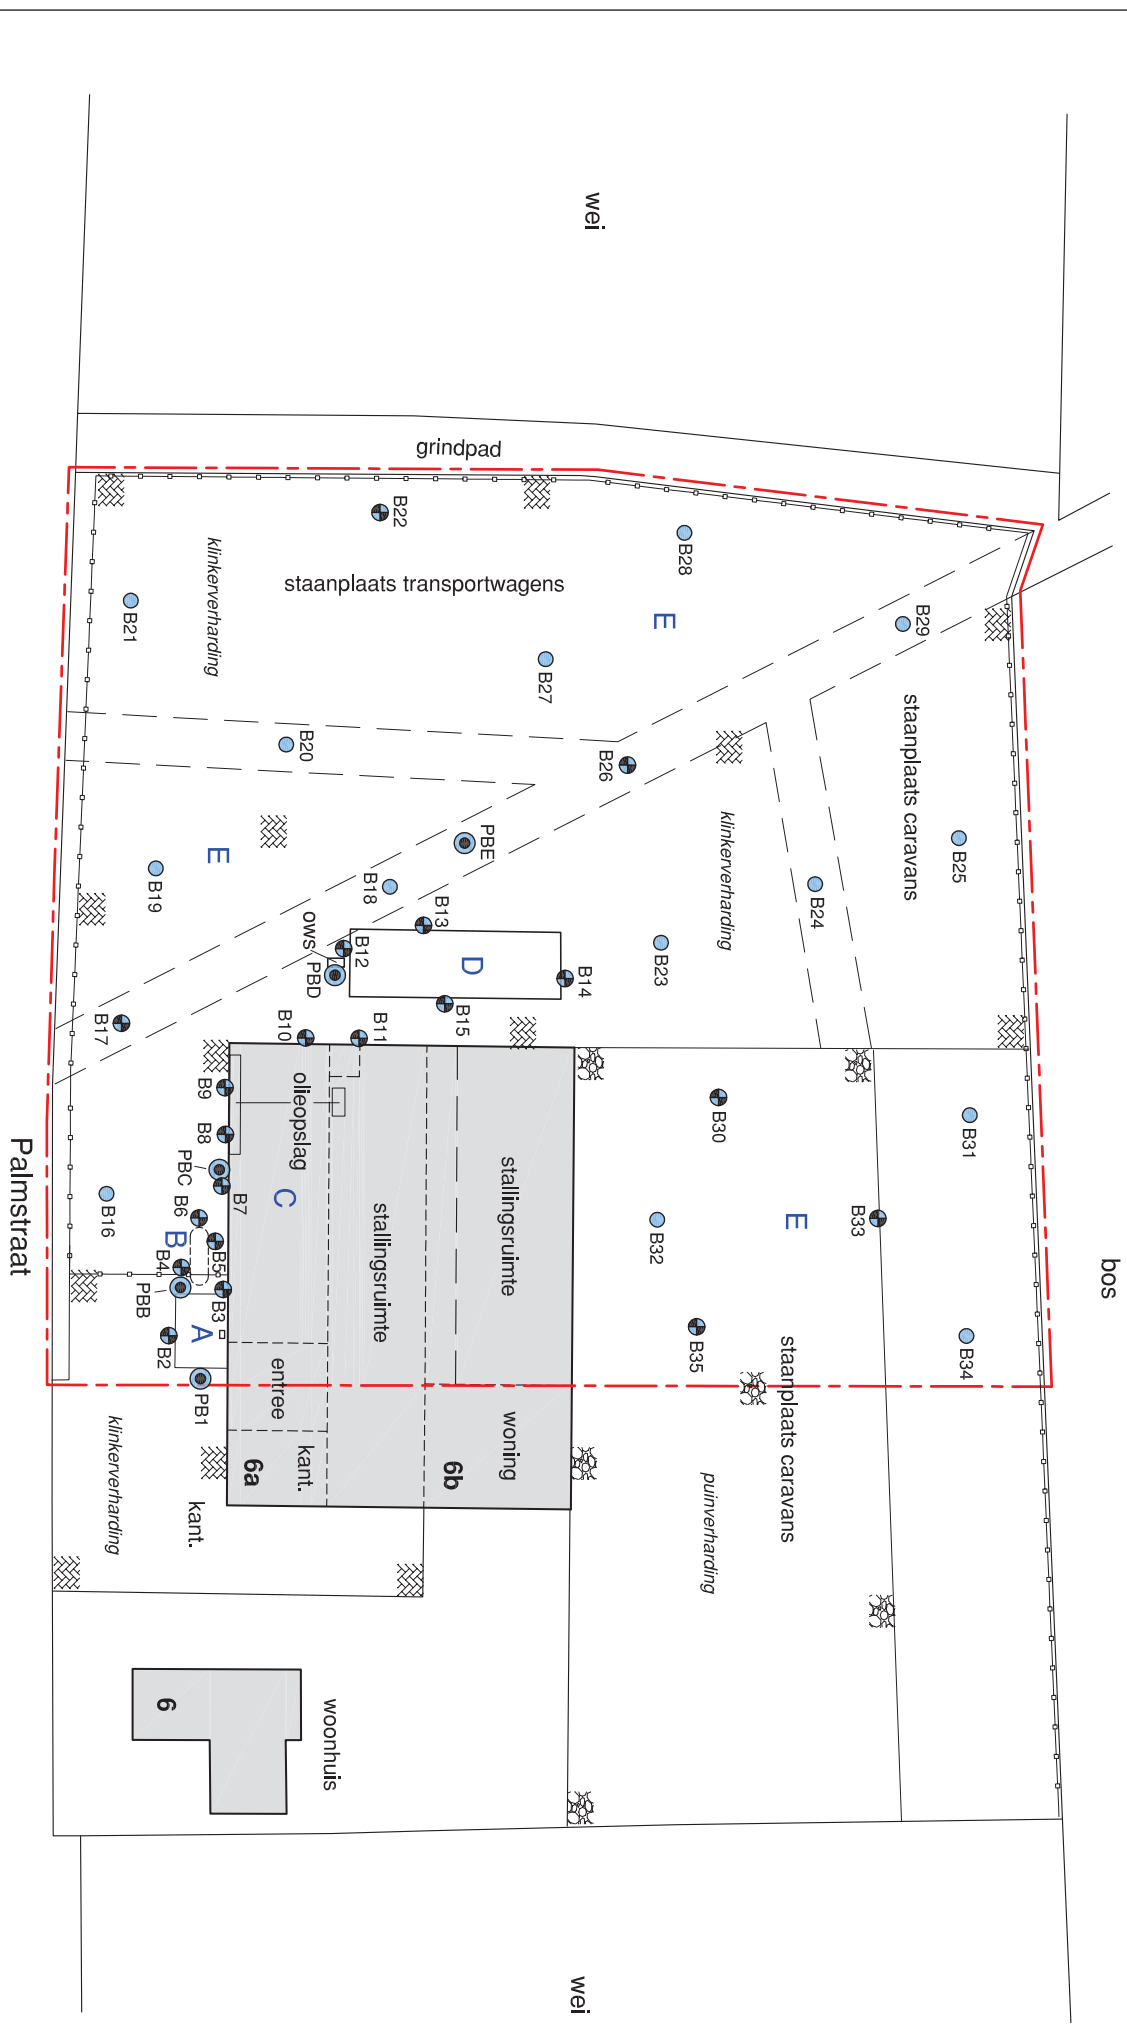 wei
grindpad
B22
B28
klinkerverharding
staanplaats transportwagens
E
B29
B21
B27
staanplaats caravans
B20
B26
klinkerverharding
PBE
E
B25
B19
B18
B24
B13
ows
B12
D
B23
PBD
B14
B17
B10
B11
B15
B9
olieopslag
B30
B31
B8
PBC
B7
C
stallingsruimte
stallingsruimte
B6
B
B5
B4
B16
Palmstraat
E
B33
B32
bos
PBB
B3
A
B2
B35
B34
staanplaats caravans
PB1
entree
kant.
woning
6a
6b
klinkerverharding
kant.
puinverharding
6
woonhuis
wei